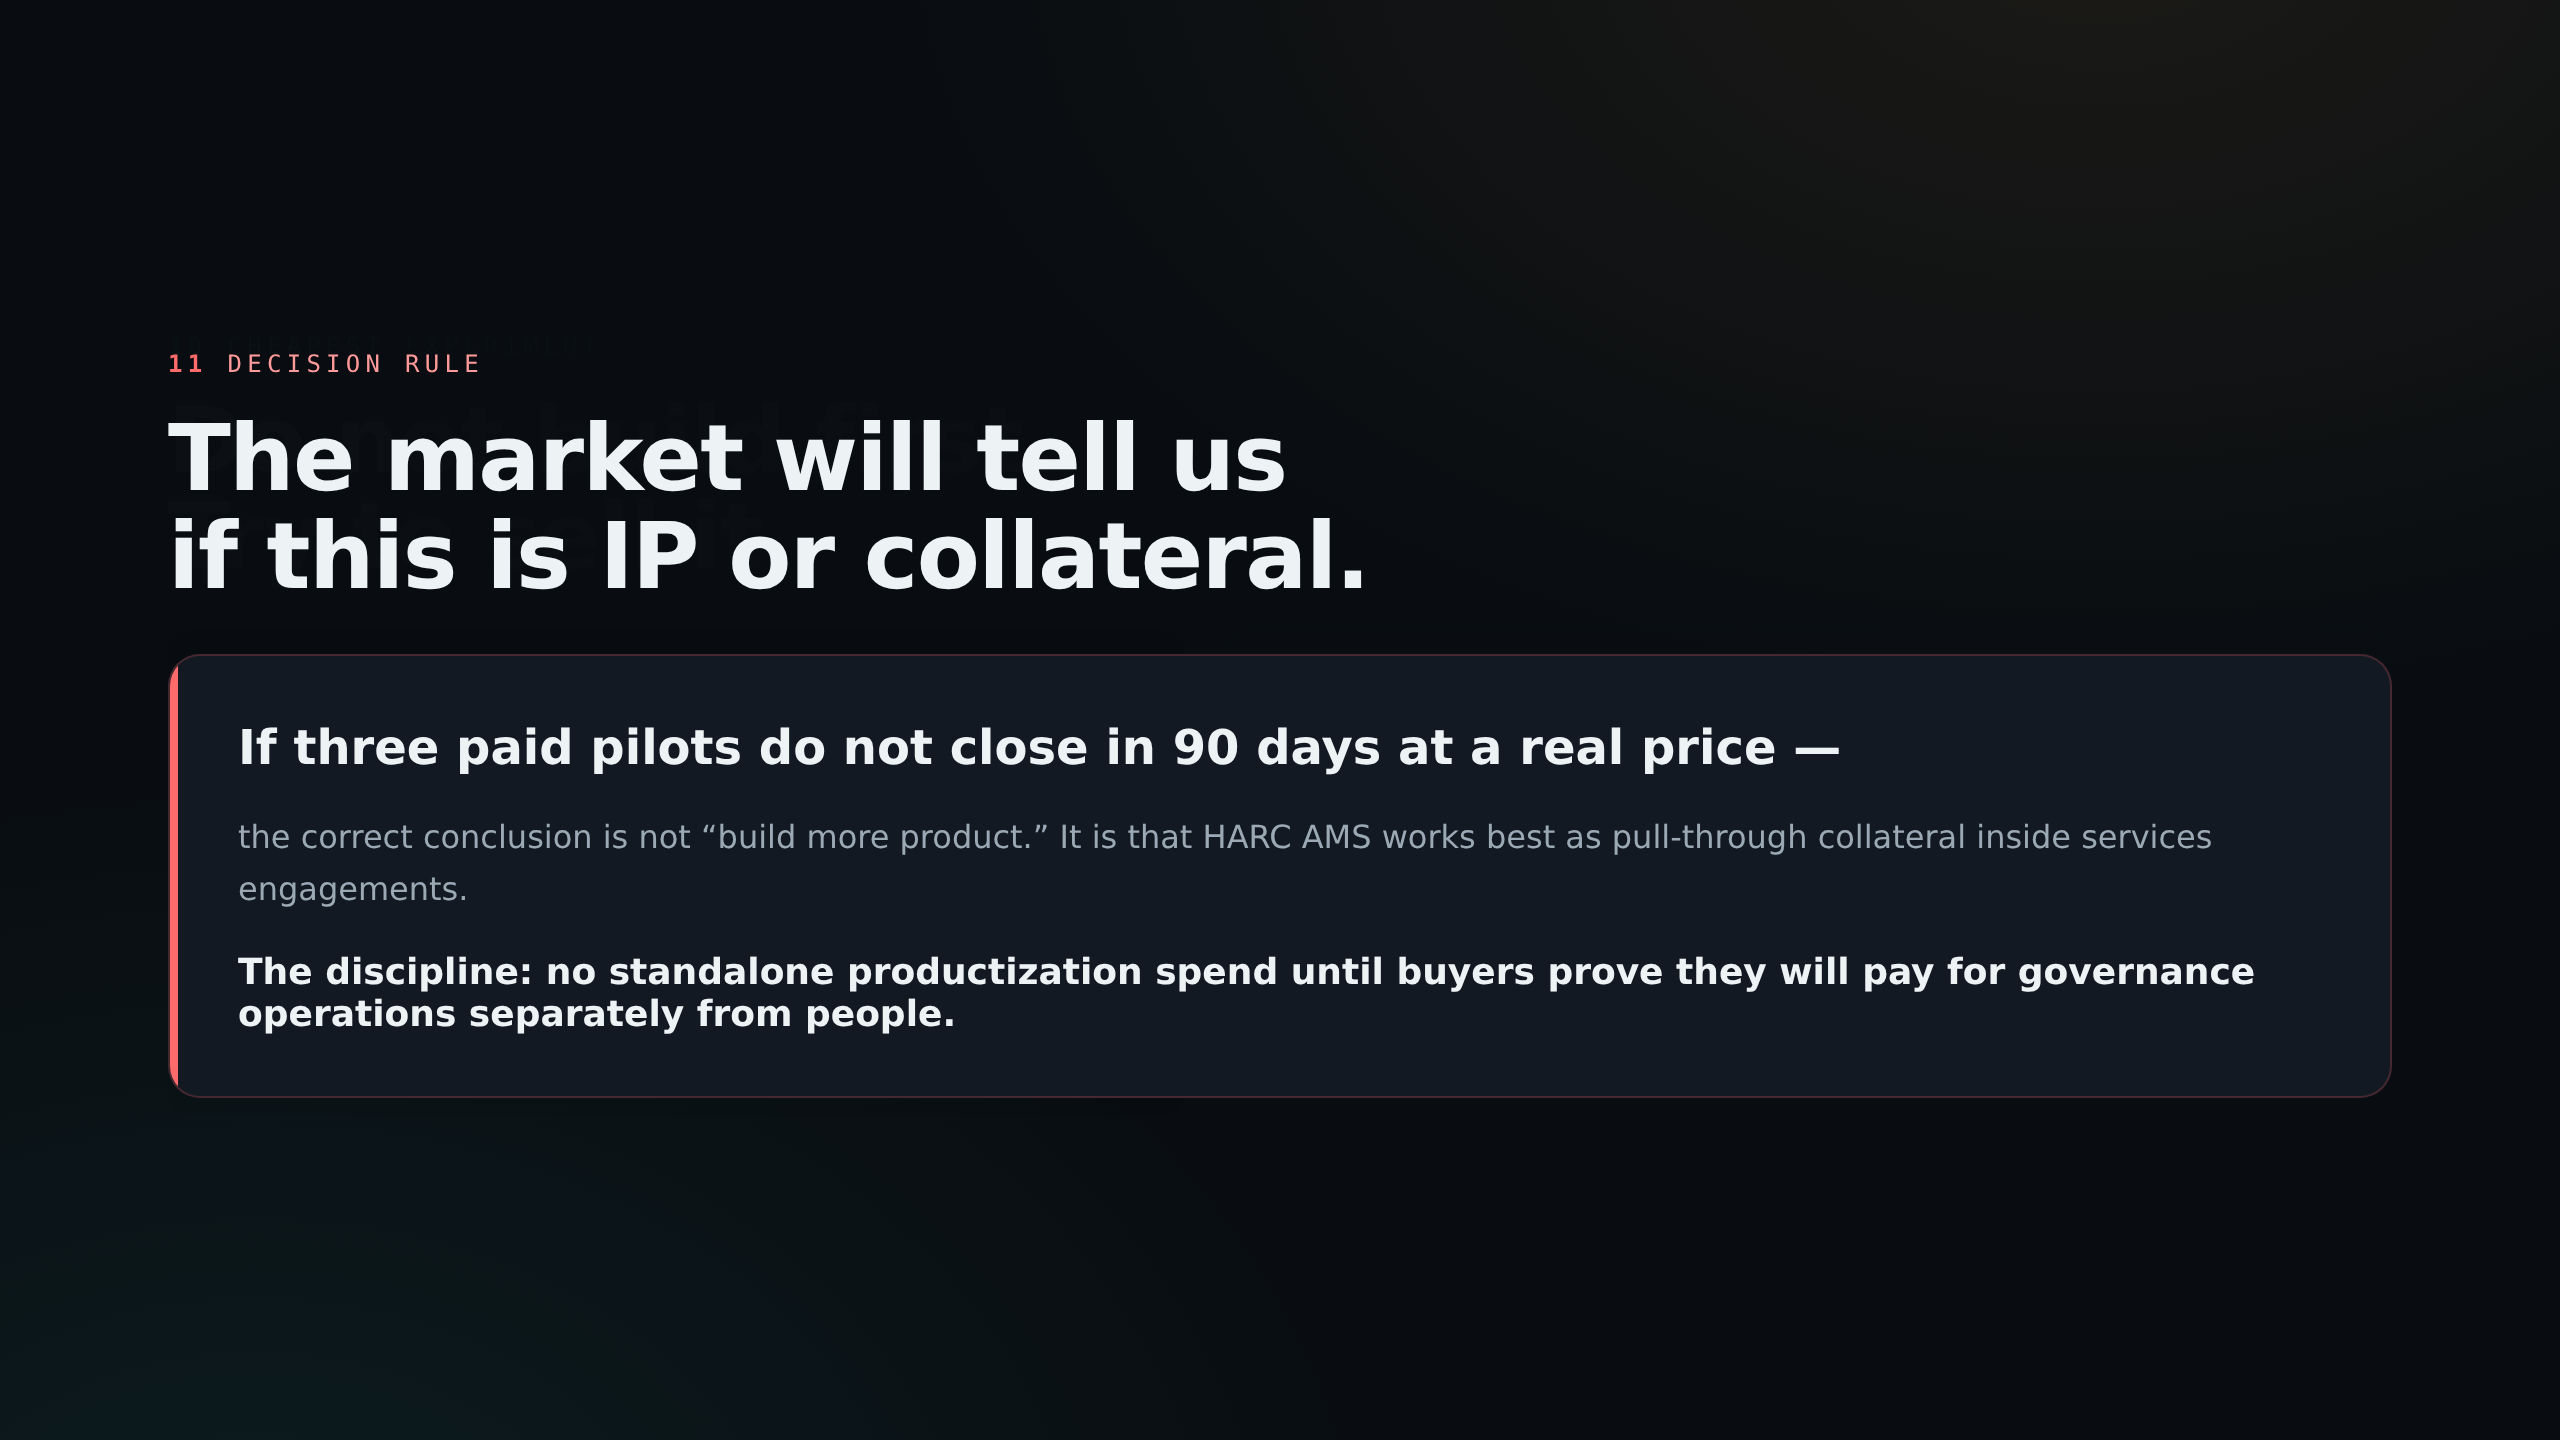 11 DECISION RULE
The market will tell us
if this is IP or collateral.
If three paid pilots do not close in 90 days at a real price —
the correct conclusion is not “build more product.” It is that HARC AMS works best as pull-through collateral inside services
engagements.
The discipline: no standalone productization spend until buyers prove they will pay for governance
operations separately from people.